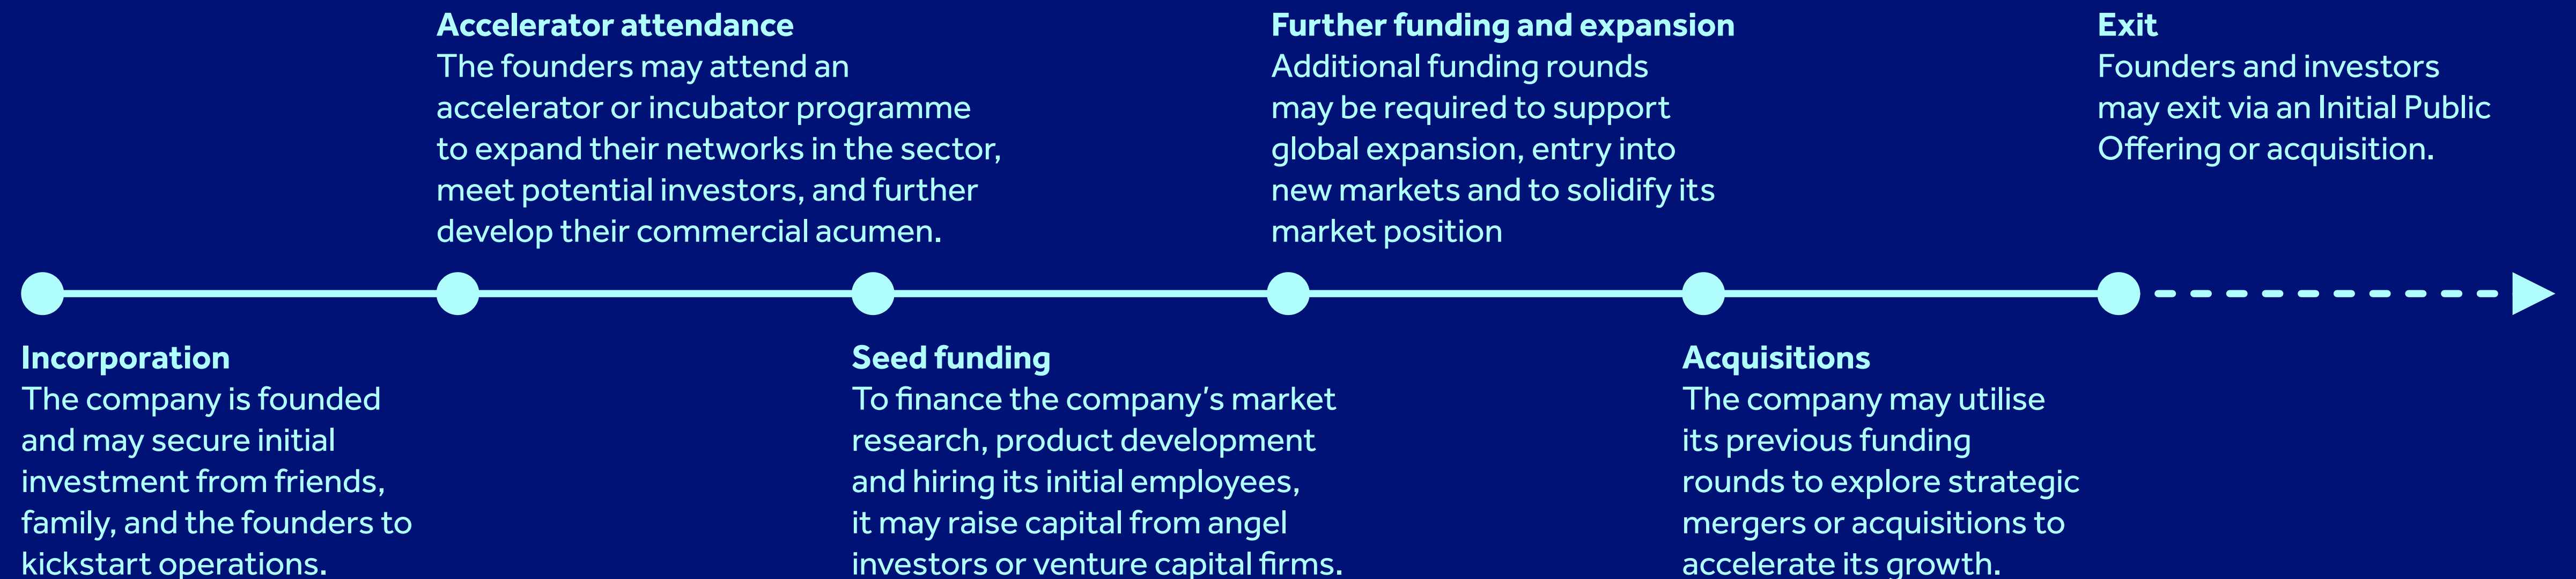 Accelerator attendance
The founders may attend an
accelerator or incubator programme
to expand their networks in the sector,
meet potential investors, and further
develop their commercial acumen.
Further funding and expansion
Additional funding rounds
may be required to support
global expansion, entry into
new markets and to solidify its
market position
Exit
Founders and investors
may exit via an Initial Public
Offering or acquisition.
Incorporation
The company is founded
and may secure initial
investment from friends,
family, and the founders to
kickstart operations.
Seed funding
To finance the company’s market
research, product development
and hiring its initial employees,
it may raise capital from angel
investors or venture capital firms.
Acquisitions
The company may utilise
its previous funding
rounds to explore strategic
mergers or acquisitions to
accelerate its growth.